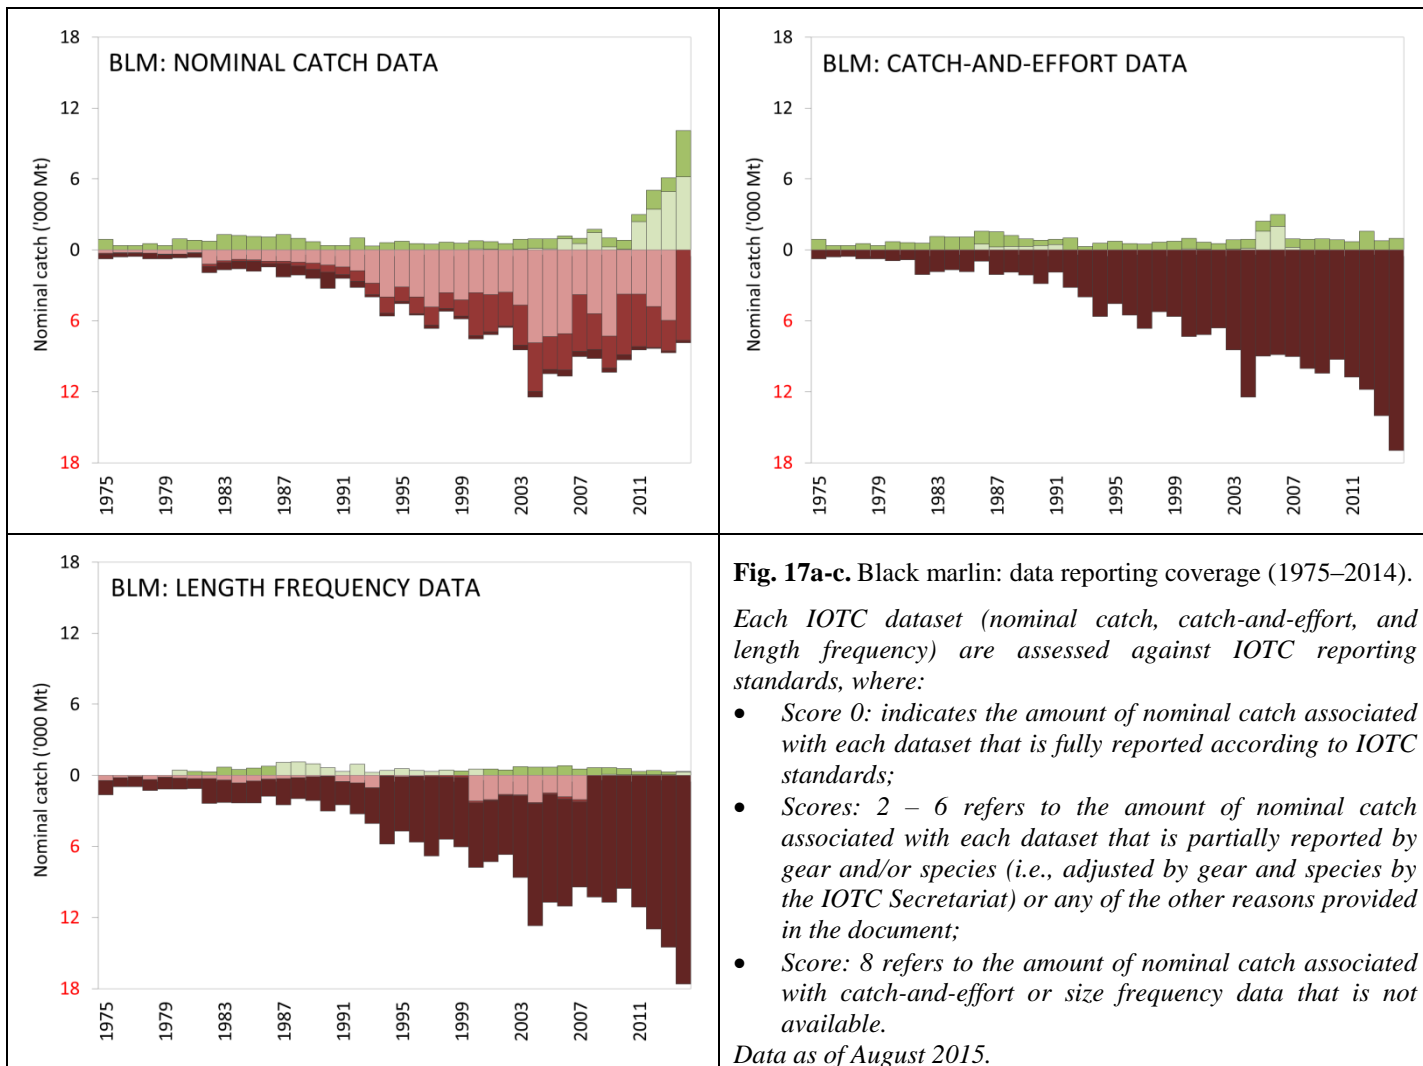 BLM: NOMINAL CATCH DATA
Nominal catch ('000 Mt)
18
12
6
0
6
12
18
1975
1979
1983
1987
1991
1995
1999
2003
2007
2011
BLM: CATCH-AND-EFFORT DATA
Nominal catch ('000 Mt)
18
12
6
0
6
12
18
1975
1979
1983
1987
1991
1995
1999
2003
2007
2011
BLM: LENGTH FREQUENCY DATA
Nominal catch ('000 Mt)
18
12
6
0
6
12
18
1975
1979
1983
1987
1991
1995
1999
2003
2007
2011
Fig. 17a-c. Black marlin: data reporting coverage (1975–2014).
Each IOTC dataset (nominal catch, catch-and-effort, and
length frequency) are assessed against IOTC reporting
standards, where:
• Score 0: indicates the amount of nominal catch associated
with each dataset that is fully reported according to IOTC
standards;
• Scores: 2 – 6 refers to the amount of nominal catch
associated with each dataset that is partially reported by
gear and/or species (i.e., adjusted by gear and species by
the IOTC Secretariat) or any of the other reasons provided
in the document;
• Score: 8 refers to the amount of nominal catch associated
with catch-and-effort or size frequency data that is not
available.
Data as of August 2015.